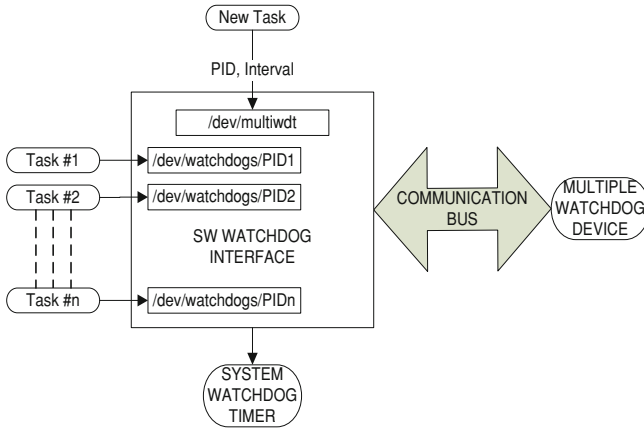 New Task
PID, Interval
/dev/multiwdt
Task #1
/dev/watchdogs/PID1
Task #2
/dev/watchdogs/PID2
SW WATCHDOG
INTERFACE
COMMUNICATION
BUS
MULTIPLE
WATCHDOG
DEVICE
Task #n
/dev/watchdogs/PIDn
SYSTEM
WATCHDOG
TIMER